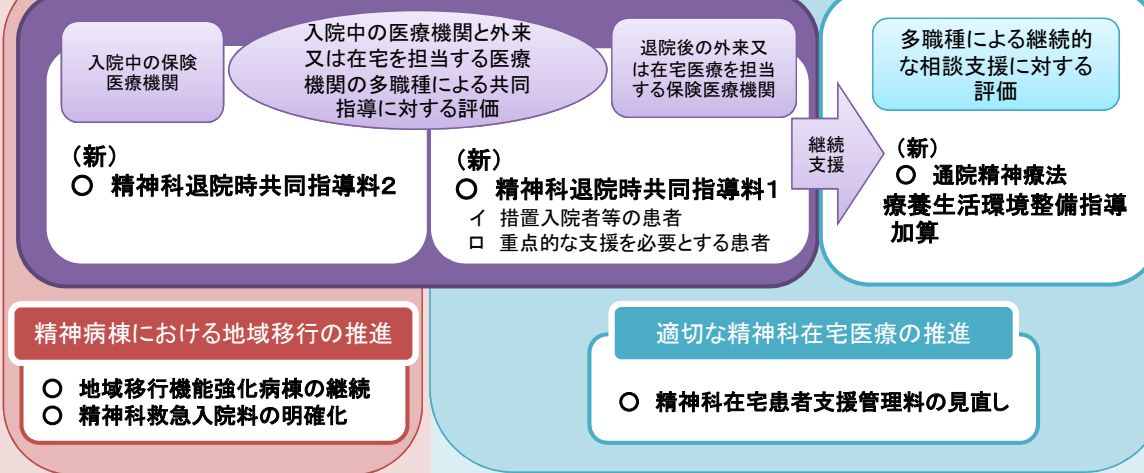 入院中の保険
医療機関
入院中の医療機関と外来
又は在宅を担当する医療
機関の多職種による共同
指導に対する評価
退院後の外来又
は在宅医療を担当
する保険医療機関
(新)
○ 精神科退院時共同指導料2
(新)
○ 精神科退院時共同指導料1
イ 措置入院者等の患者
ロ 重点的な支援を必要とする患者
継続
支援
多職種による継続的
な相談支援に対する
評価
(新)
○ 通院精神療法
療養生活環境整備指導
加算
精神病棟における地域移行の推進
○ 地域移行機能強化病棟の継続
○ 精神科救急入院料の明確化
適切な精神科在宅医療の推進
○ 精神科在宅患者支援管理料の見直し